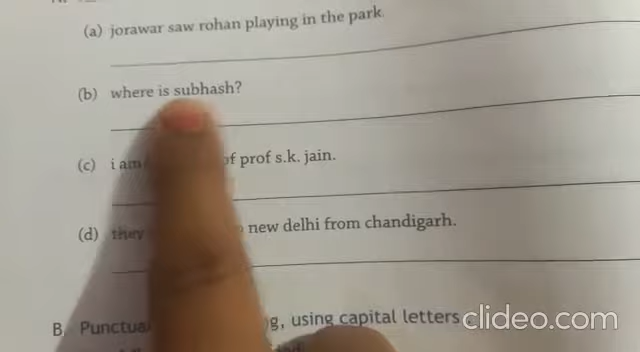 (a) jorawar saw rohan playing in the park.
(b) where is subhash?
(c) i am of prof s.k. jain.
(d) they new delhi from chandigarh.
B. using capital letters
clideo.com